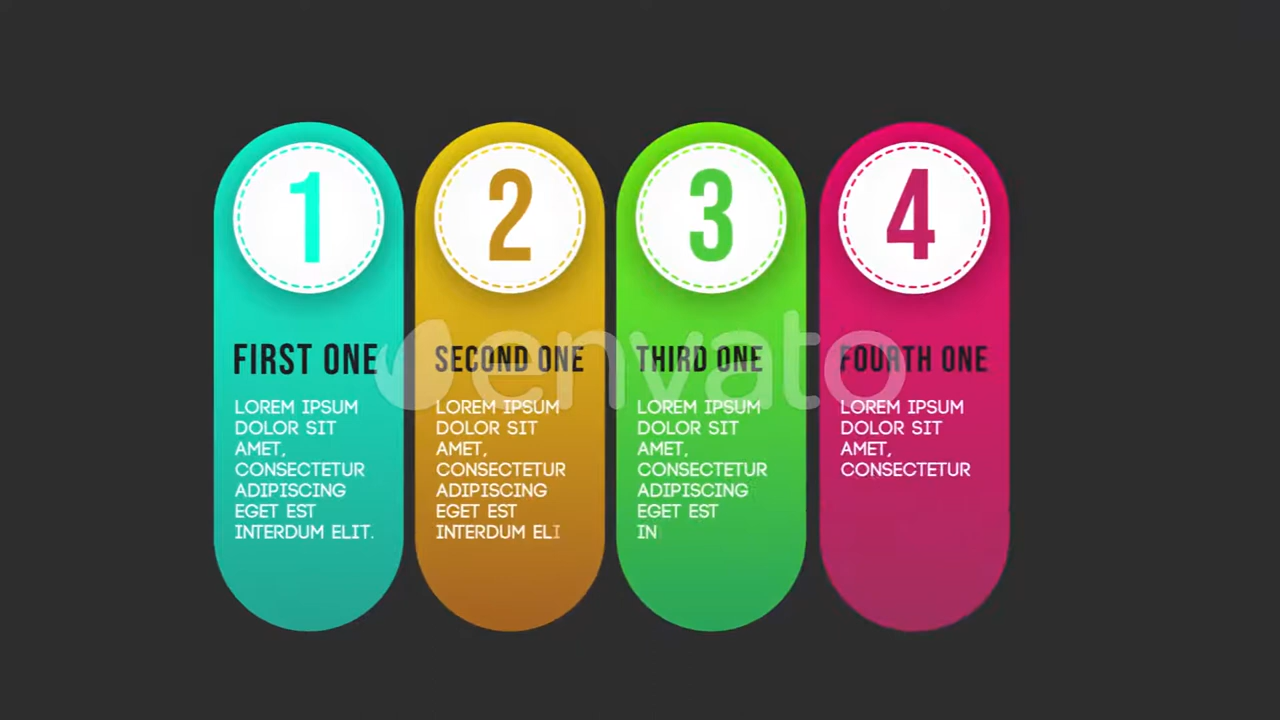 1
FIRST ONE
LOREM IPSUM
DOLOR SIT
AMET,
CONSECTETUR
ADIPISCING
EGET EST
INTERDUM ELIT.
2
SECOND ONE
LOREM IPSUM
DOLOR SIT
AMET,
CONSECTETUR
ADIPISCING
EGET EST
INTERDUM ELI
3
THIRD ONE
LOREM IPSUM
DOLOR SIT
AMET,
CONSECTETUR
ADIPISCING
EGET EST
IN
4
FOURTH ONE
LOREM IPSUM
DOLOR SIT
AMET,
CONSECTETUR
envato